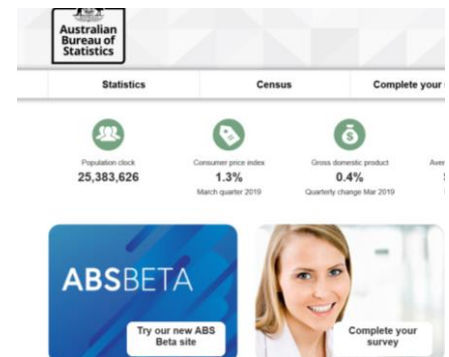 Australian
Bureau of
Statistics
Statistics
Census
Complete your
Population clock
25,383,626
Consumer price index
1.3%
March quarter 2019
Gross domestic product
0.4%
Quarterly change Mar 2019
ABSBETA
Try our new ABS
Beta site
Complete your
survey